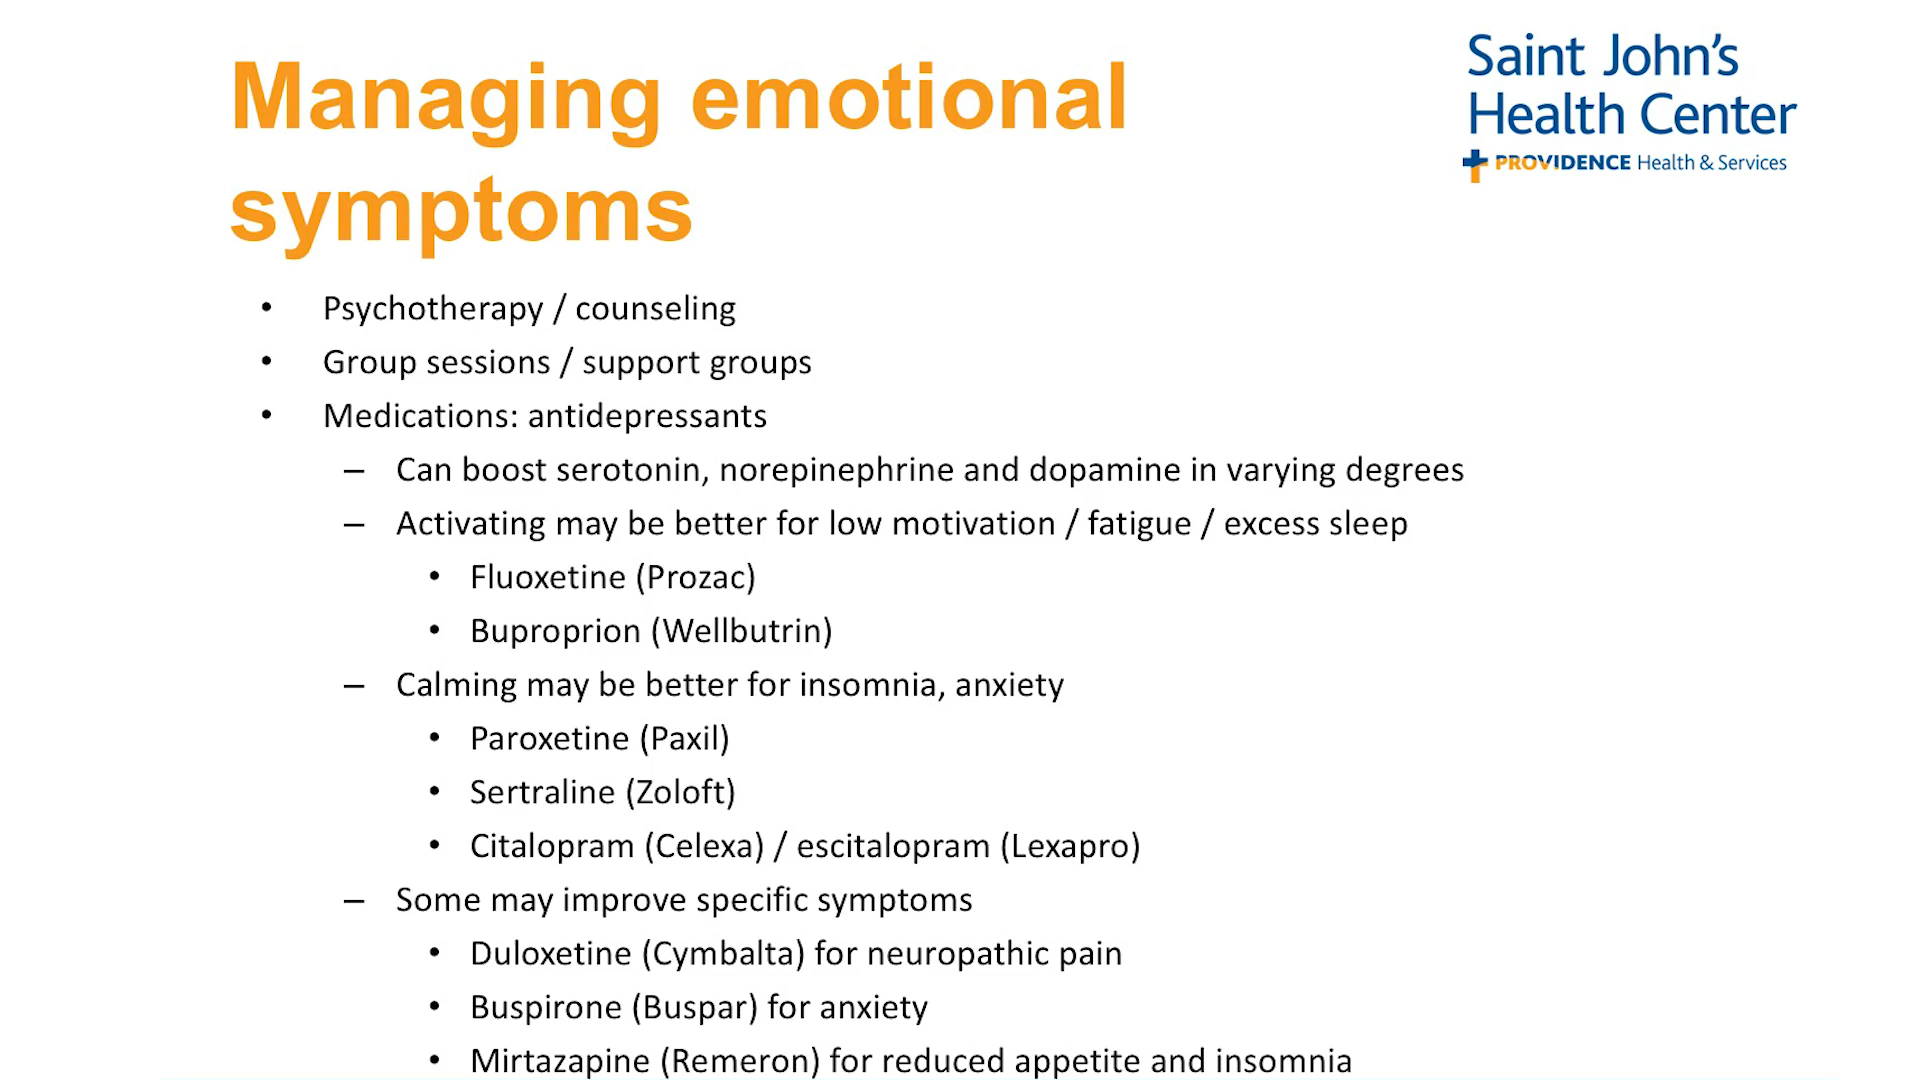 Managing emotional
symptoms
Saint John's
Health Center
PROVIDENCE Health & Services
• Psychotherapy / counseling
• Group sessions / support groups
• Medications: antidepressants
– Can boost serotonin, norepinephrine and dopamine in varying degrees
– Activating may be better for low motivation / fatigue / excess sleep
• Fluoxetine (Prozac)
• Buproprion (Wellbutrin)
– Calming may be better for insomnia, anxiety
• Paroxetine (Paxil)
• Sertraline (Zoloft)
• Citalopram (Celexa) / escitalopram (Lexapro)
– Some may improve specific symptoms
• Duloxetine (Cymbalta) for neuropathic pain
• Buspirone (Buspar) for anxiety
• Mirtazapine (Remeron) for reduced appetite and insomnia